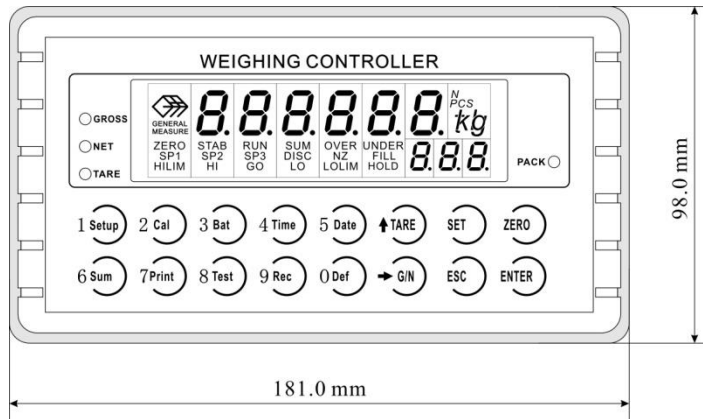 WEIGHING CONTROLLER
GROSS
NET
TARE
GENERAL
MEASURE
8.8.8.8.8.8.
N
PCS
kg
ZERO STAB RUN SUM OVER UNDER
SP1 SP2 SP3 DISC NZ FILL
HILIM HI GO LO LOLIM HOLD
8.8.8.
PACK
1 Setup 2 Cal 3 Bat 4 Time 5 Date TARE SET ZERO
6 Sum 7 Print 8 Test 9 Rec 0 Def G/N ESC ENTER
98.0 mm
181.0 mm